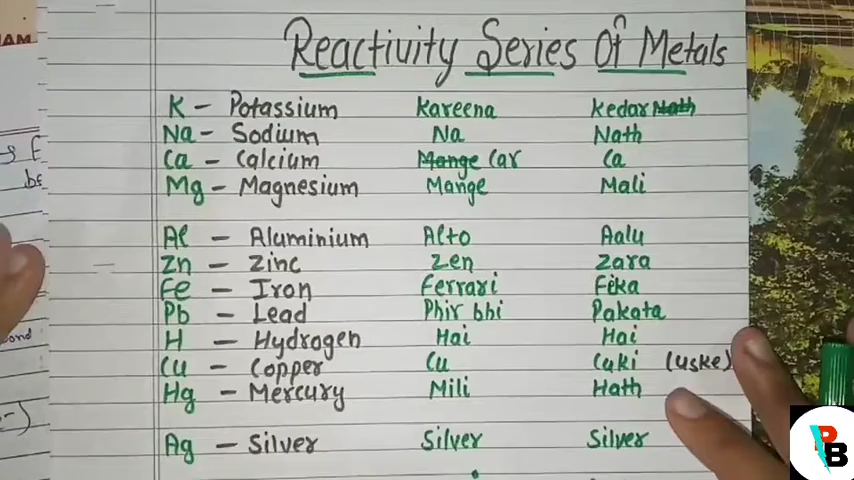 IAM
Reactivity Series Of Metals
K - Potassium Kareena Kedar Nath
Na - Sodium Na Nath
Ca - Calcium Mange Car Ca
Mg - Magnesium Mange Mali
Al - Aluminium Alto Aalu
Zn - Zinc Zen Zara
Fe - Iron Ferrari Fika
Pb - Lead Phir bhi Pakata
H - Hydrogen Hai Hai
Cu - Copper Cu Cuki (uske)
Hg - Mercury Mili Hath
Ag - Silver Silver Silver
PB